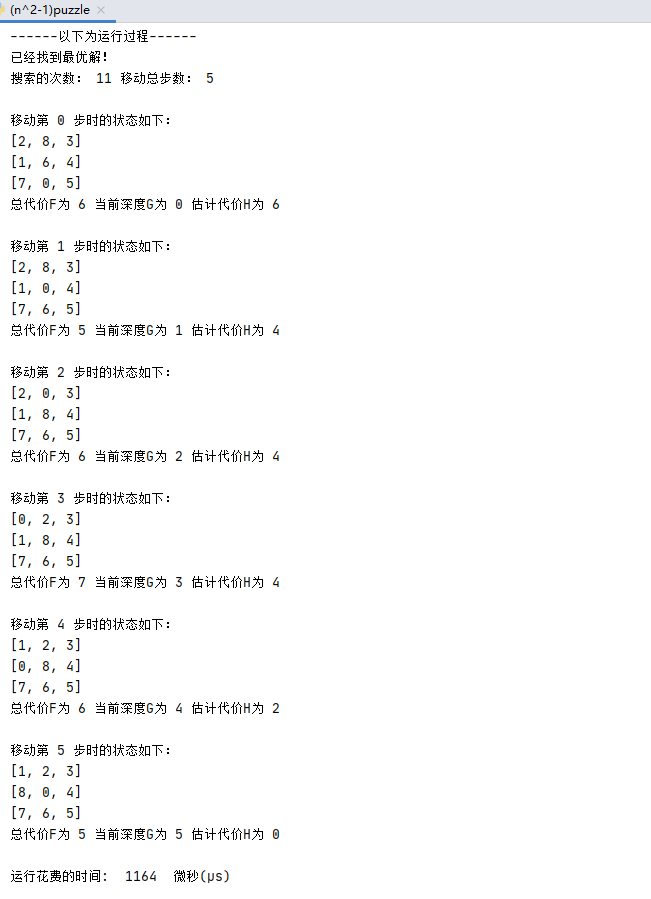 (n^2-1)puzzle
------以下为运行过程------
已经找到最优解!
搜索的次数: 11 移动总步数: 5
移动第 0 步时的状态如下:
[2, 8, 3]
[1, 6, 4]
[7, 0, 5]
总代价F为 6 当前深度G为 0 估计代价H为 6
移动第 1 步时的状态如下:
[2, 8, 3]
[1, 0, 4]
[7, 6, 5]
总代价F为 5 当前深度G为 1 估计代价H为 4
移动第 2 步时的状态如下:
[2, 0, 3]
[1, 8, 4]
[7, 6, 5]
总代价F为 6 当前深度G为 2 估计代价H为 4
移动第 3 步时的状态如下:
[0, 2, 3]
[1, 8, 4]
[7, 6, 5]
总代价F为 7 当前深度G为 3 估计代价H为 4
移动第 4 步时的状态如下:
[1, 2, 3]
[0, 8, 4]
[7, 6, 5]
总代价F为 6 当前深度G为 4 估计代价H为 2
移动第 5 步时的状态如下:
[1, 2, 3]
[8, 0, 4]
[7, 6, 5]
总代价F为 5 当前深度G为 5 估计代价H为 0
运行花费的时间: 1164 微秒(μs)